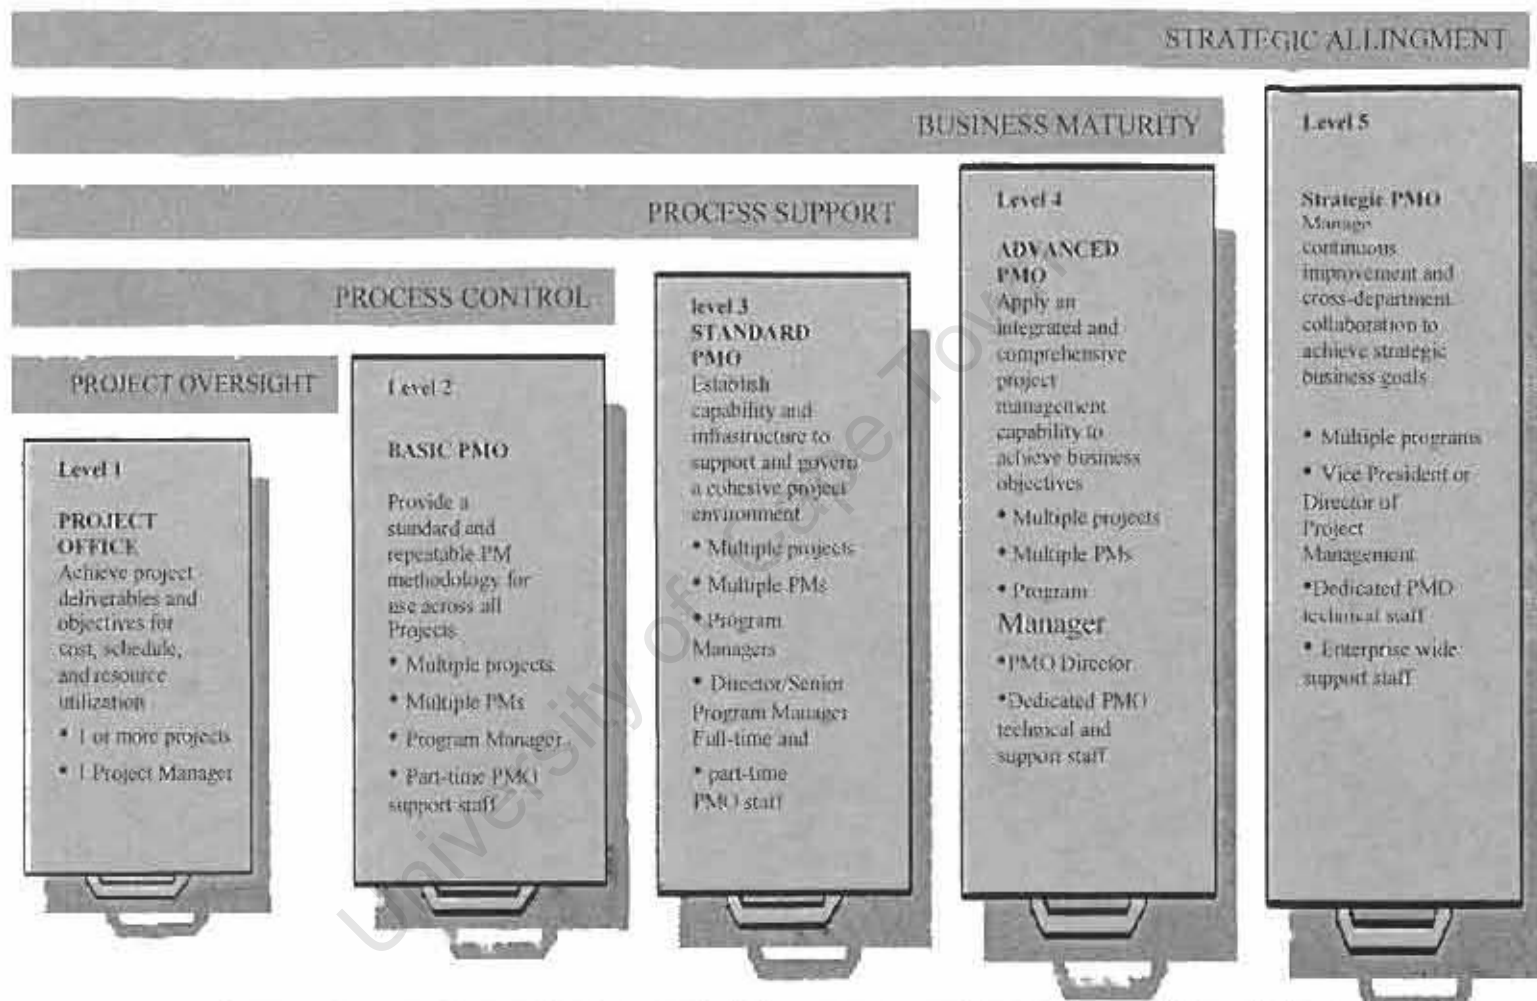 STRATEGIC ALLINGMENT
BUSINESS MATURITY
PROCESS SUPPORT
PROCESS CONTROL
PROJECT OVERSIGHT
Level 1
PROJECT
OFFICE
Achieve project
deliverables and
objectives for
cost, schedule,
and resource
utilization
* 1 or more projects
* 1 Project Manager
Level 2
BASIC PMO
Provide a
standard and
repeatable PM
methodology for
use across all
Projects
* Multiple projects.
* Multiple PMs
* Program Manager.
* Part-time PMO
support staff
level 3
STANDARD
PMO
Establish
capability and
infrastructure to
support and govern
a cohesive project
environment
* Multiple projects
* Multiple PMs
* Program
Managers
* Director/Senior
Program Manager
Full-time and
* part-time
PMO staff
Level 4
ADVANCED
PMO
Apply an
integrated and
comprehensive
project
management
capability to
achieve business
objectives
* Multiple projects
* Multiple PMs
* Program
Manager
*PMO Director
*Dedicated PMO
technical and
support staff
Level 5
Strategic PMO
Manage
continuous
improvement and
cross-department
collaboration to
achieve strategic
business goals
* Multiple programs
* Vice President or
Director of
Project
Management
*Dedicated PMO
technical staff
* Enterprise wide
support staff
University of Cape Town